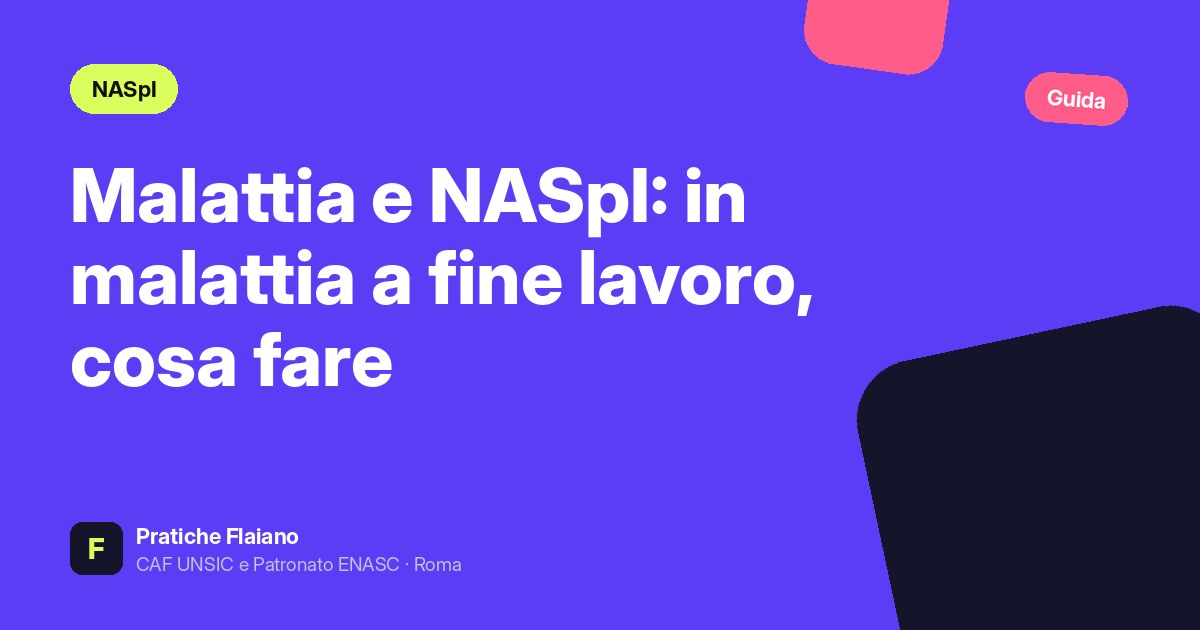 NASpI
Guida
Malattia e NASpI: in
malattia a fine lavoro,
cosa fare
F
Pratiche Flaiano
CAF UNSIC e Patronato ENASC · Roma